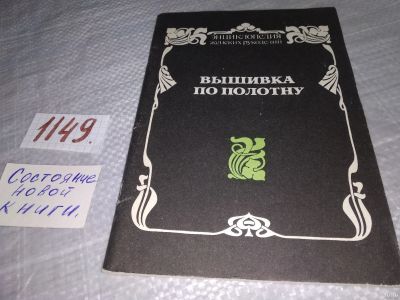 ЭНЦИКЛОПЕДИЯ
ЖЕНСКИХ РУКОДЕЛИЙ
ВЫШИВКА
ПО ПОЛОТНУ
1149.
Состояние
новой
книги.